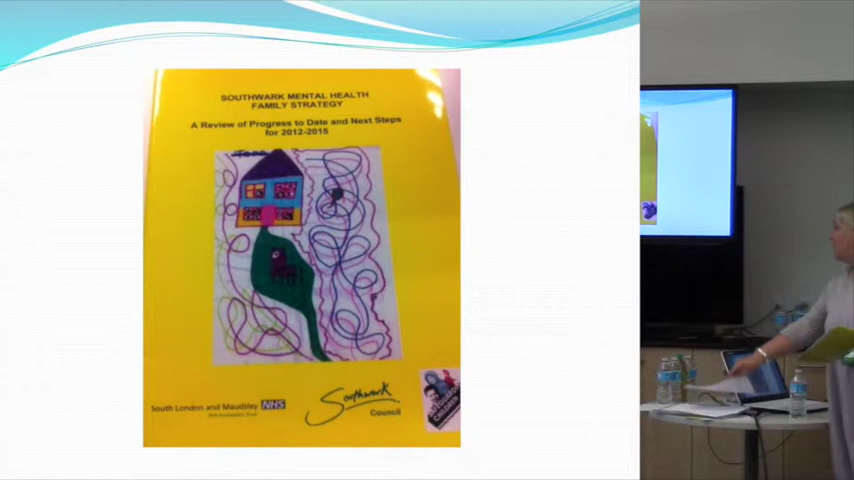 SOUTHWARK MENTAL HEALTH
FAMILY STRATEGY
A Review of Progress to Date and Next Steps
for 2012-2015
South London and Maudsley NHS
Southwark
Council
CHILDREN